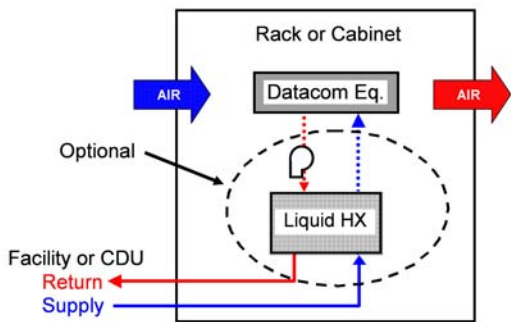 Rack or Cabinet
AIR
Datacom Eq.
AIR
Optional
Liquid HX
Facility or CDU
Return
Supply